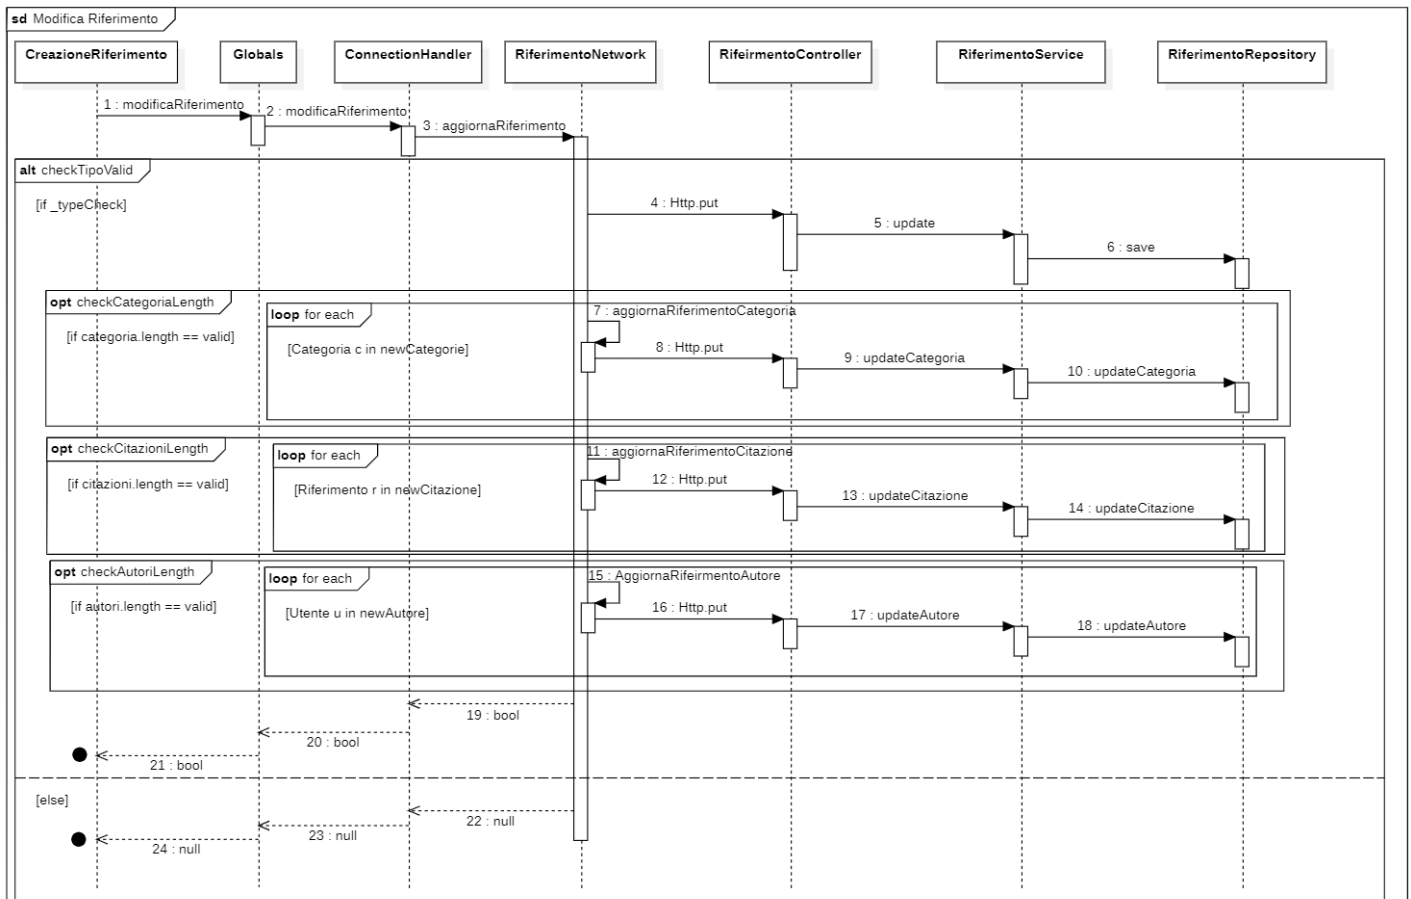 sd Modifica Riferimento
CreazioneRiferimento
Globals
ConnectionHandler
RiferimentoNetwork
RifeirmentoController
RiferimentoService
RiferimentoRepository
1 : modificaRiferimento
2 : modificaRiferimento
3 : aggiornaRiferimento
alt checkTipoValid
[if _typeCheck]
4 : Http.put
5 : update
6 : save
opt checkCategoriaLength
[if categoria.length == valid]
loop for each
[Categoria c in newCategorie]
7 : aggiornaRiferimentoCategoria
8 : Http.put
9 : updateCategoria
10 : updateCategoria
opt checkCitazioniLength
[if citazioni.length == valid]
loop for each
[Riferimento r in newCitazione]
11 : aggiornaRiferimentoCitazione
12 : Http.put
13 : updateCitazione
14 : updateCitazione
opt checkAutoriLength
[if autori.length == valid]
loop for each
[Utente u in newAutore]
15 : AggiornaRifeirmentoAutore
16 : Http.put
17 : updateAutore
18 : updateAutore
19 : bool
20 : bool
21 : bool
[else]
22 : null
23 : null
24 : null